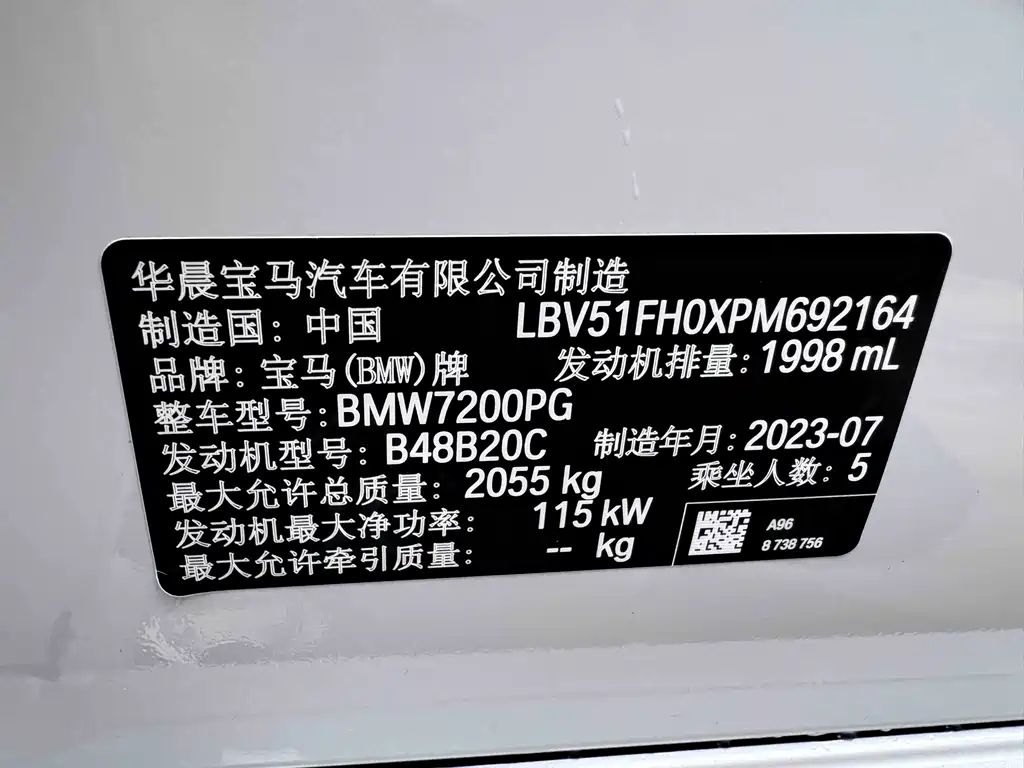 华晨宝马汽车有限公司制造
制造国：中国 LBV51FH0XPM692164
品牌：宝马(BMW)牌 发动机排量：1998 mL
整车型号：BMW7200PG
发动机型号：B48B20C 制造年月：2023-07
最大允许总质量：2055 kg 乘坐人数：5
发动机最大净功率：115 kW
最大允许牵引质量：-- kg
A96
8 738 756